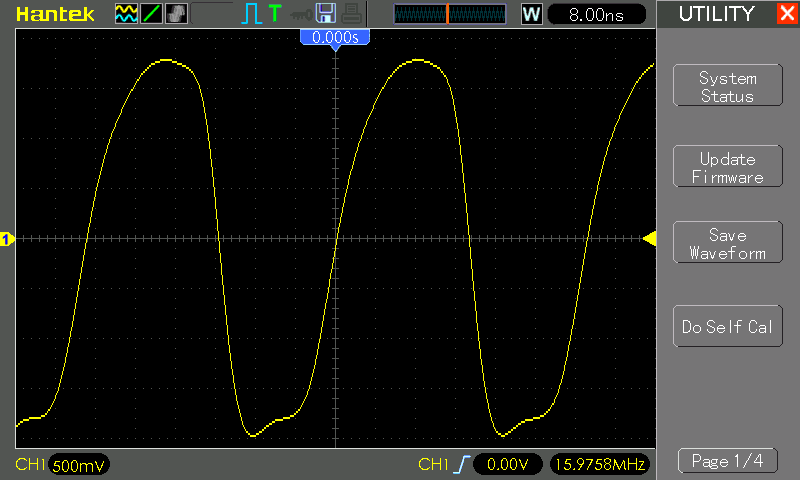 Hantek
T
W
8.00ns
UTILITY
X
0.000s
System
Status
Update
Firmware
1
Save
Waveform
Do Self Cal
CH1 500mV
CH1 0.00V 15.9758MHz
Page 1/4